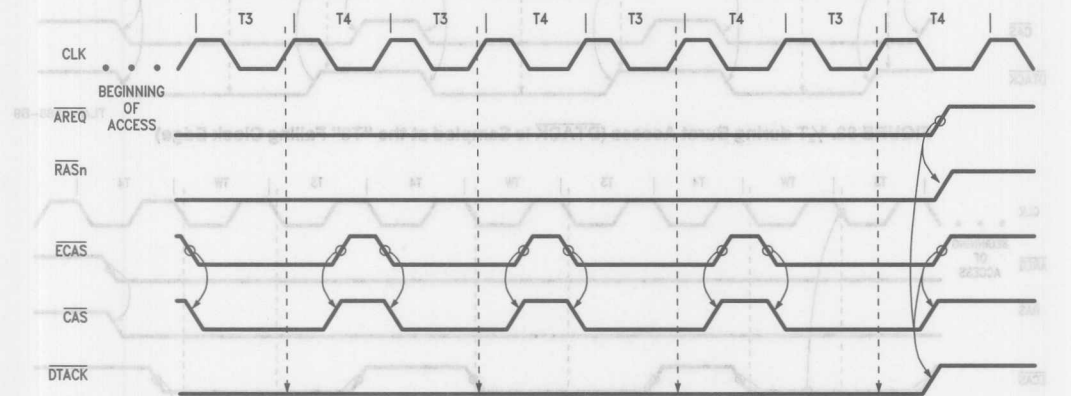 T3 T4 T3 T4 T3 T4 T3 T4
CLK
BEGINNING
OF
ACCESS
AREQ
RASn
ECAS
CAS
DTACK